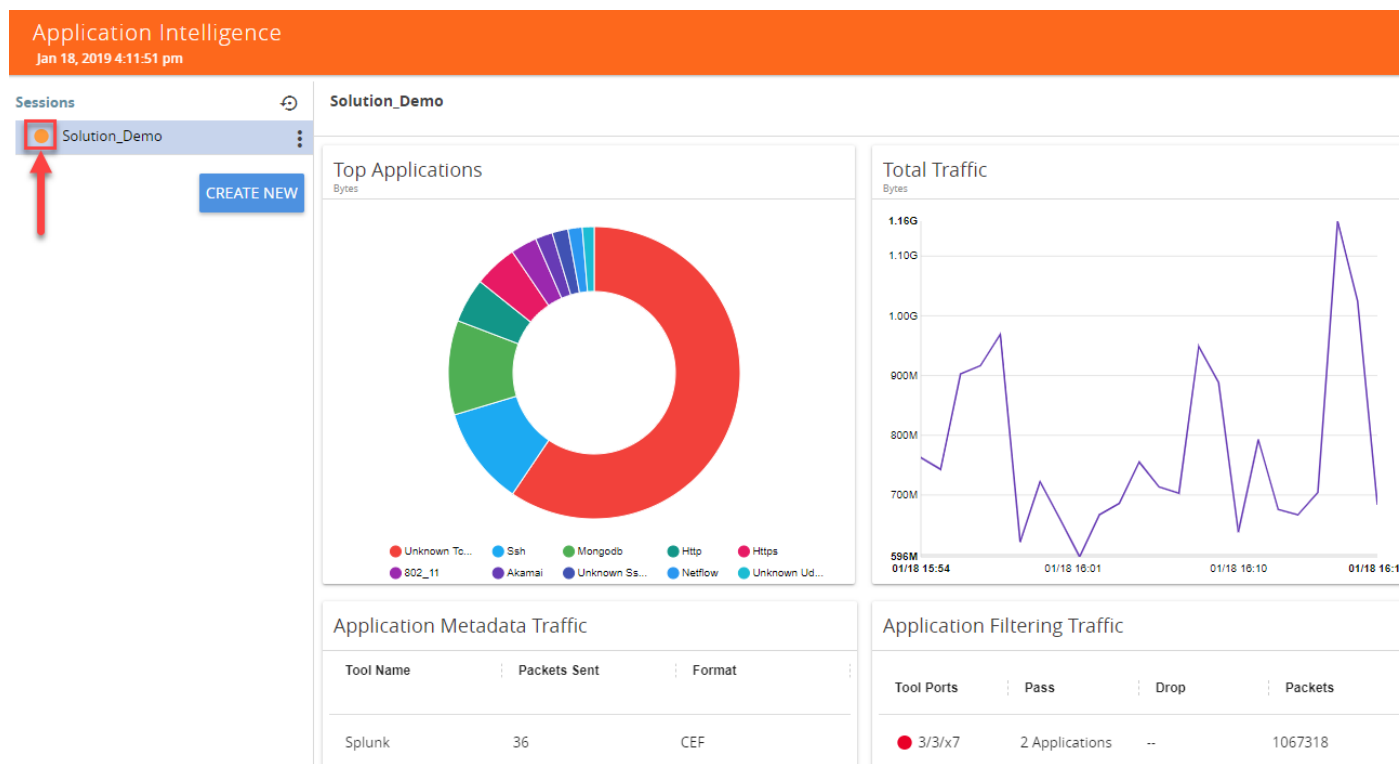 Application Intelligence
Jan 18, 2019 4:11:51 pm
Sessions
Solution_Demo
CREATE NEW
Solution_Demo
Top Applications
Bytes
Unknown Tc... Ssh Mongodb Http Https
802_11 Akamai Unknown Ss... Netflow Unknown Ud...
Total Traffic
Bytes
1.16G
1.10G
1.00G
900M
800M
700M
596M
01/18 15:54 01/18 16:01 01/18 16:10 01/18 16:1
Application Metadata Traffic
Tool Name Packets Sent Format
Splunk 36 CEF
Application Filtering Traffic
Tool Ports Pass Drop Packets
3/3/x7 2 Applications -- 1067318